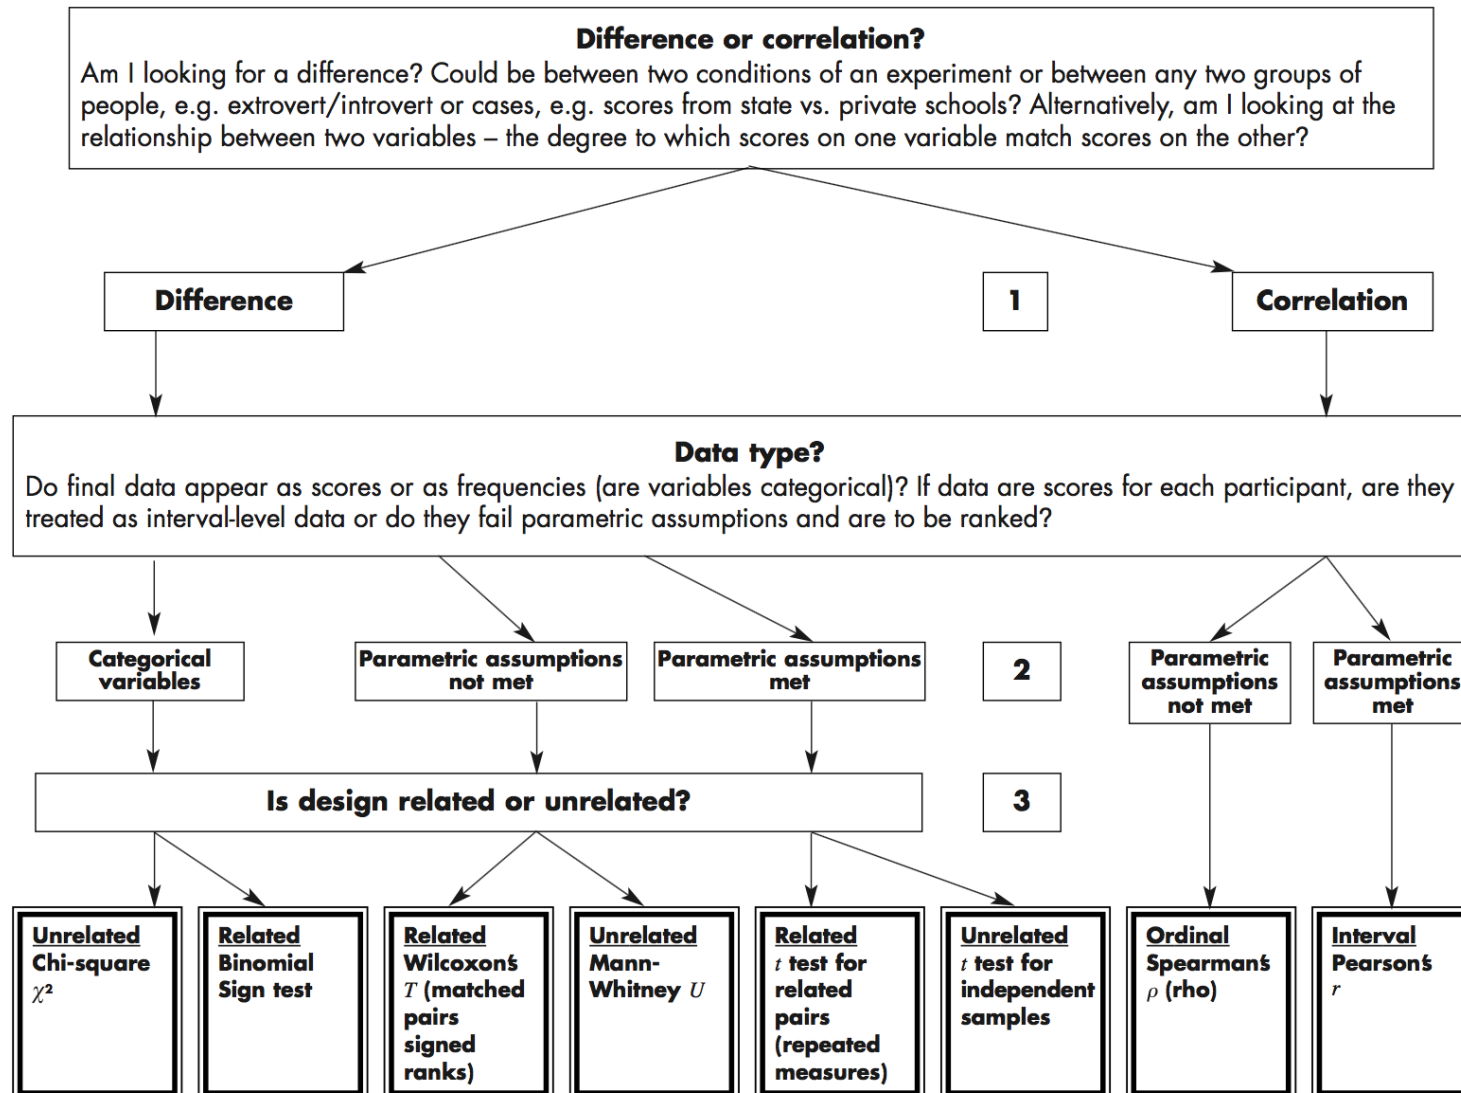 Difference or correlation?
Am I looking for a difference? Could be between two conditions of an experiment or between any two groups of
people, e.g. extrovert/introvert or cases, e.g. scores from state vs. private schools? Alternatively, am I looking at the
relationship between two variables – the degree to which scores on one variable match scores on the other?
Difference
1
Correlation
Data type?
Do final data appear as scores or as frequencies (are variables categorical)? If data are scores for each participant, are they
treated as interval-level data or do they fail parametric assumptions and are to be ranked?
Categorical
variables
Parametric assumptions
not met
Parametric assumptions
met
2
Parametric
assumptions
not met
Parametric
assumptions
met
Is design related or unrelated?
3
Unrelated
Chi-square
χ²
Related
Binomial
Sign test
Related
Wilcoxon's
T (matched
pairs
signed
ranks)
Unrelated
Mann-
Whitney U
Related
t test for
related
pairs
(repeated
measures)
Unrelated
t test for
independent
samples
Ordinal
Spearman's
ρ (rho)
Interval
Pearson's
r